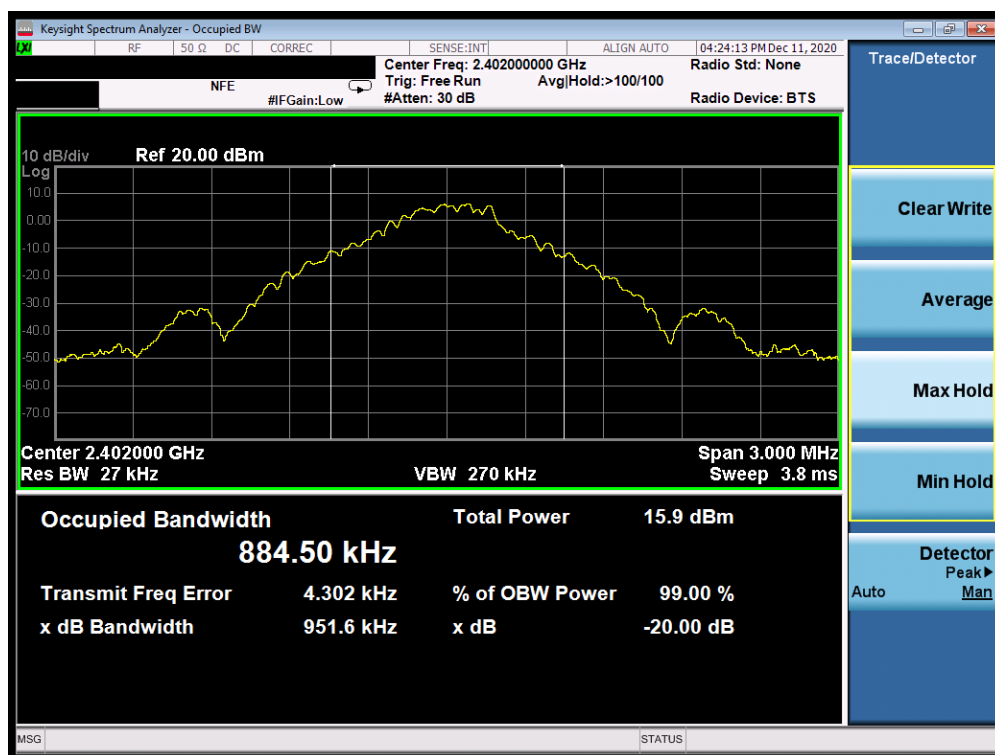 Keysight Spectrum Analyzer - Occupied BW
LXI RF 50 Ω DC CORREC SENSE:INT ALIGN AUTO 04:24:13 PM Dec 11, 2020
Center Freq: 2.402000000 GHz Radio Std: None
NFE Trig: Free Run Avg|Hold:>100/100
#IFGain:Low #Atten: 30 dB Radio Device: BTS
10 dB/div Ref 20.00 dBm
Log
10.0
0.00
-10.0
-20.0
-30.0
-40.0
-50.0
-60.0
-70.0
Center 2.402000 GHz Span 3.000 MHz
Res BW 27 kHz VBW 270 kHz Sweep 3.8 ms
Occupied Bandwidth Total Power 15.9 dBm
884.50 kHz
Transmit Freq Error 4.302 kHz % of OBW Power 99.00 %
x dB Bandwidth 951.6 kHz x dB -20.00 dB
MSG STATUS
Trace/Detector
Clear Write
Average
Max Hold
Min Hold
Detector
Peak▶
Auto Man